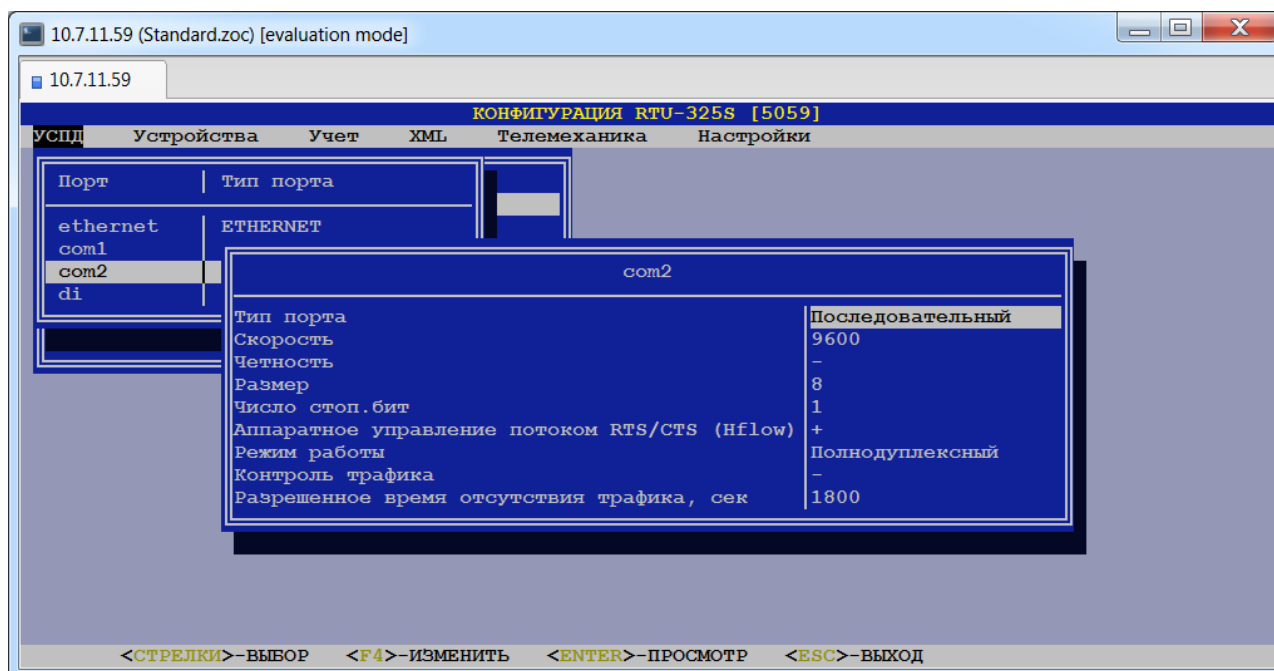 10.7.11.59 (Standard.zoc) [evaluation mode]
10.7.11.59
КОНФИГУРАЦИЯ RTU-325S [5059]
УСПД Устройства Учет XML Телемеханика Настройки
Порт Тип порта
ethernet ETHERNET
com1
com2
di
com2
Тип порта Последовательный
Скорость 9600
Четность -
Размер 8
Число стоп.бит 1
Аппаратное управление потоком RTS/CTS (Hflow) +
Режим работы Полнодуплексный
Контроль трафика -
Разрешенное время отсутствия трафика, сек 1800
<СТРЕЛКИ>-ВЫБОР <F4>-ИЗМЕНИТЬ <ENTER>-ПРОСМОТР <ESC>-ВЫХОД